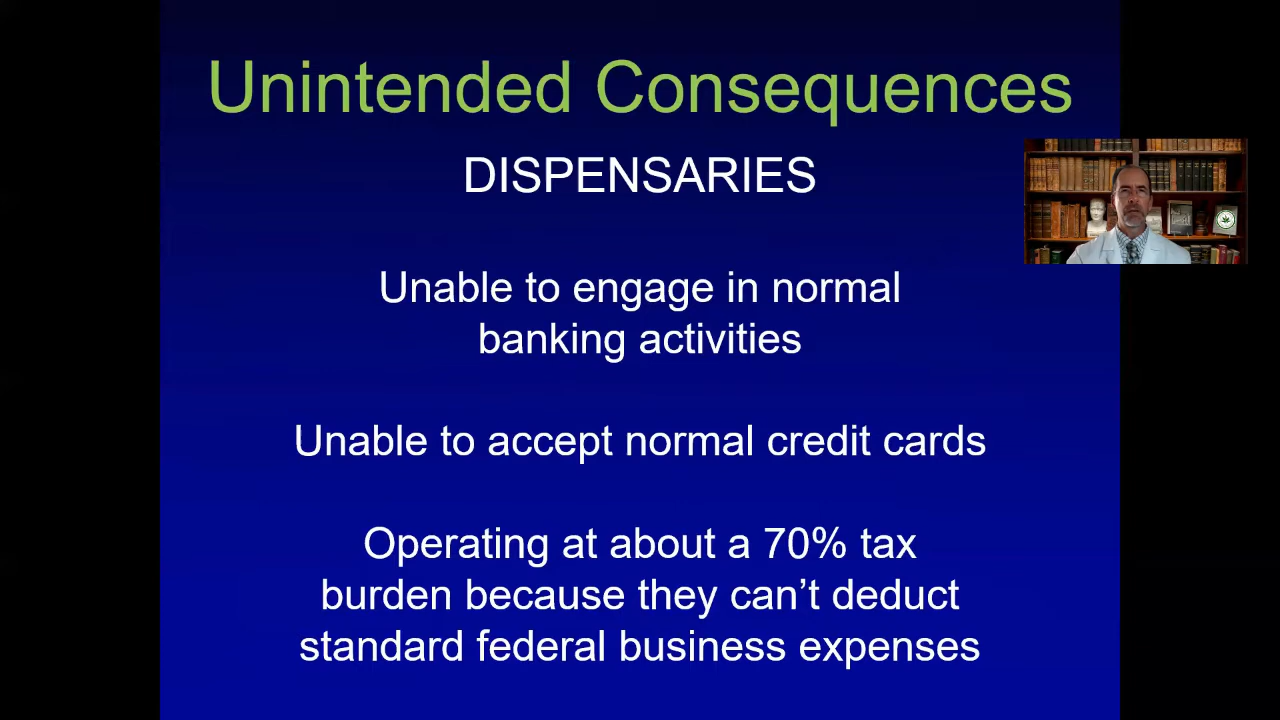 Unintended Consequences
DISPENSARIES
Unable to engage in normal
banking activities
Unable to accept normal credit cards
Operating at about a 70% tax
burden because they can’t deduct
standard federal business expenses